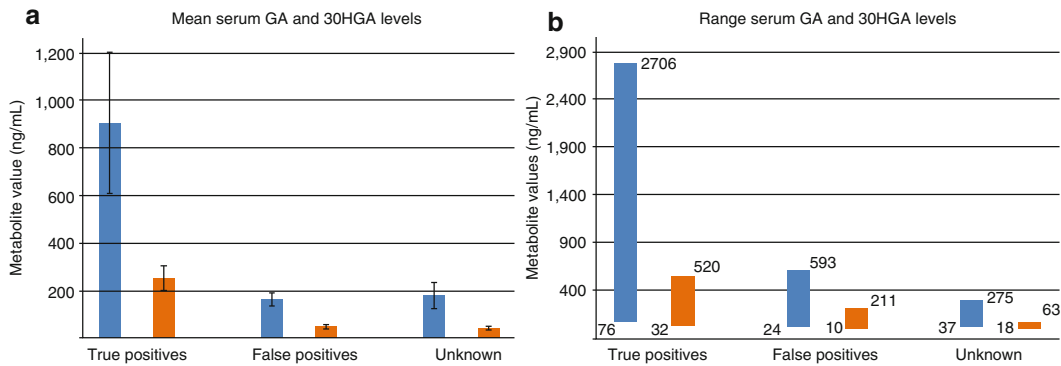 a
Mean serum GA and 30HGA levels
Metabolite value (ng/mL)
1,200
1,000
800
600
400
200
True positives
False positives
Unknown
b
Range serum GA and 30HGA levels
Metabolite values (ng/mL)
2,900
2,400
1,900
1,400
900
400
2706
520
593
211
275
63
76
32
24
10
37
18
True positives
False positives
Unknown